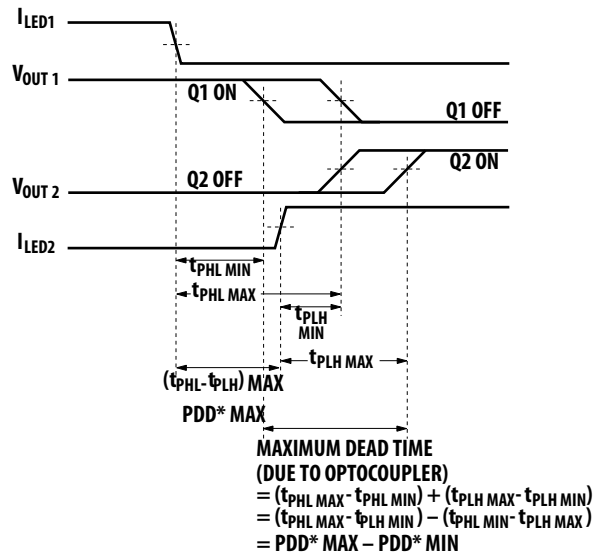 ILED1
VOUT 1
Q1 ON
Q1 OFF
Q2 OFF
Q2 ON
VOUT 2
ILED2
tPHL MIN
tPHL MAX
tPLH
MIN
tPLH MAX
(tPHL-tPLH) MAX
PDD* MAX
MAXIMUM DEAD TIME
(DUE TO OPTOCOUPLER)
= (tPHL MAX - tPHL MIN) + (tPLH MAX - tPLH MIN)
= (tPHL MAX - tPLH MIN ) – (tPHL MIN - tPLH MAX )
= PDD* MAX – PDD* MIN